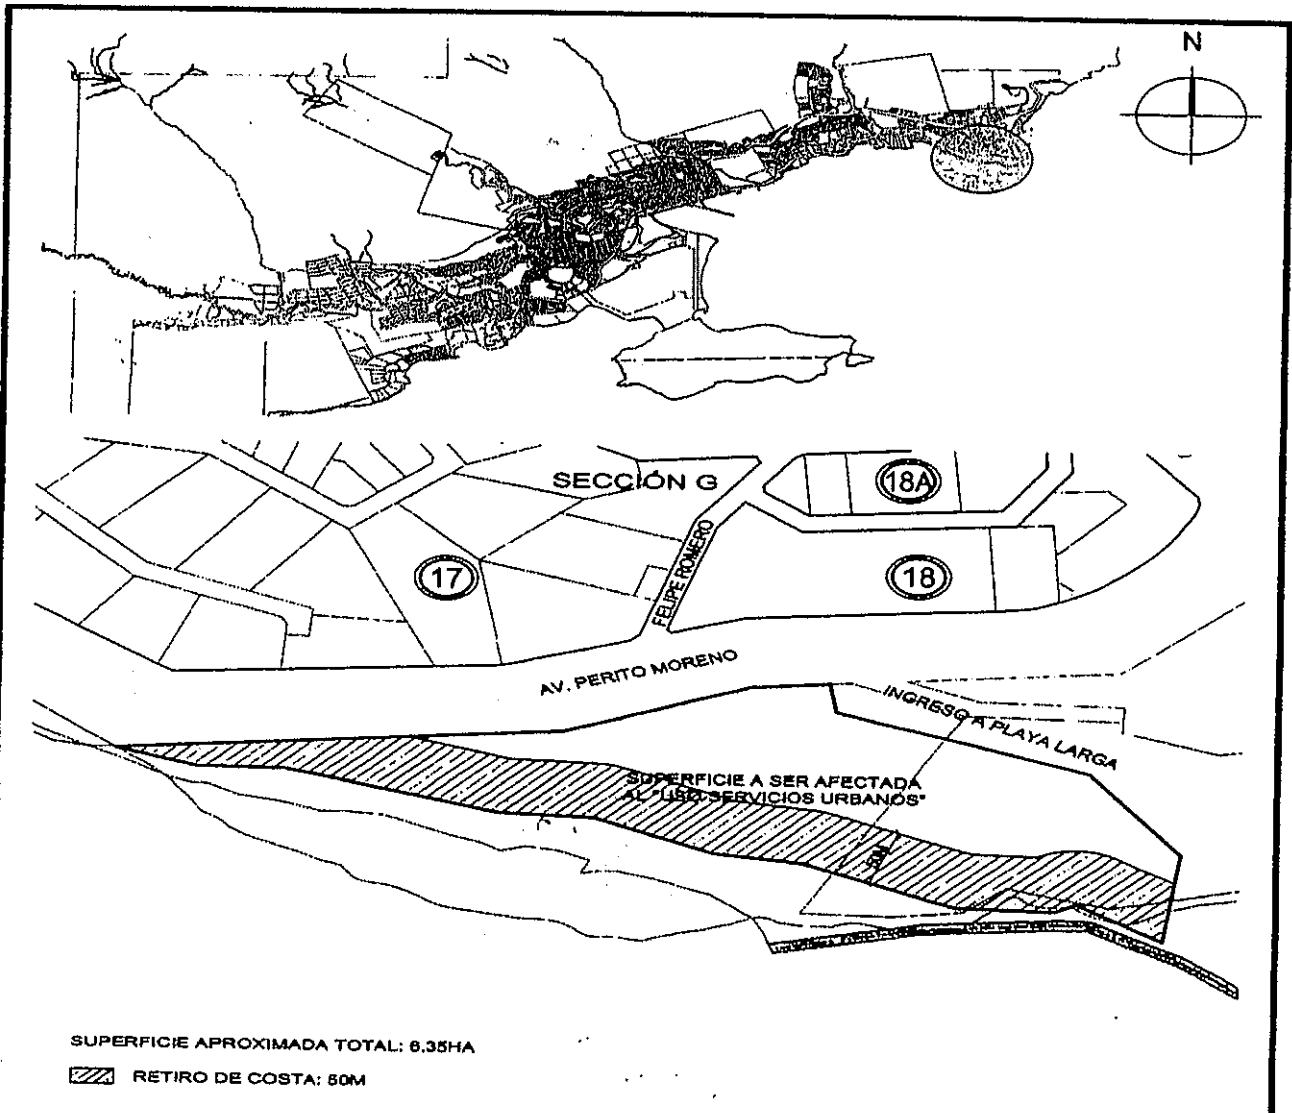 N
SECCIÓN G
18A
17
18
FELIPE ROMERO
AV. PERITO MORENO
INGRESO A PLAYA LARGA
SUPERFICIE A SER AFECTADA
AL "USO SERVICIOS URBANOS"
50M
SUPERFICIE APROXIMADA TOTAL: 6,35HA
RETIRO DE COSTA: 50M